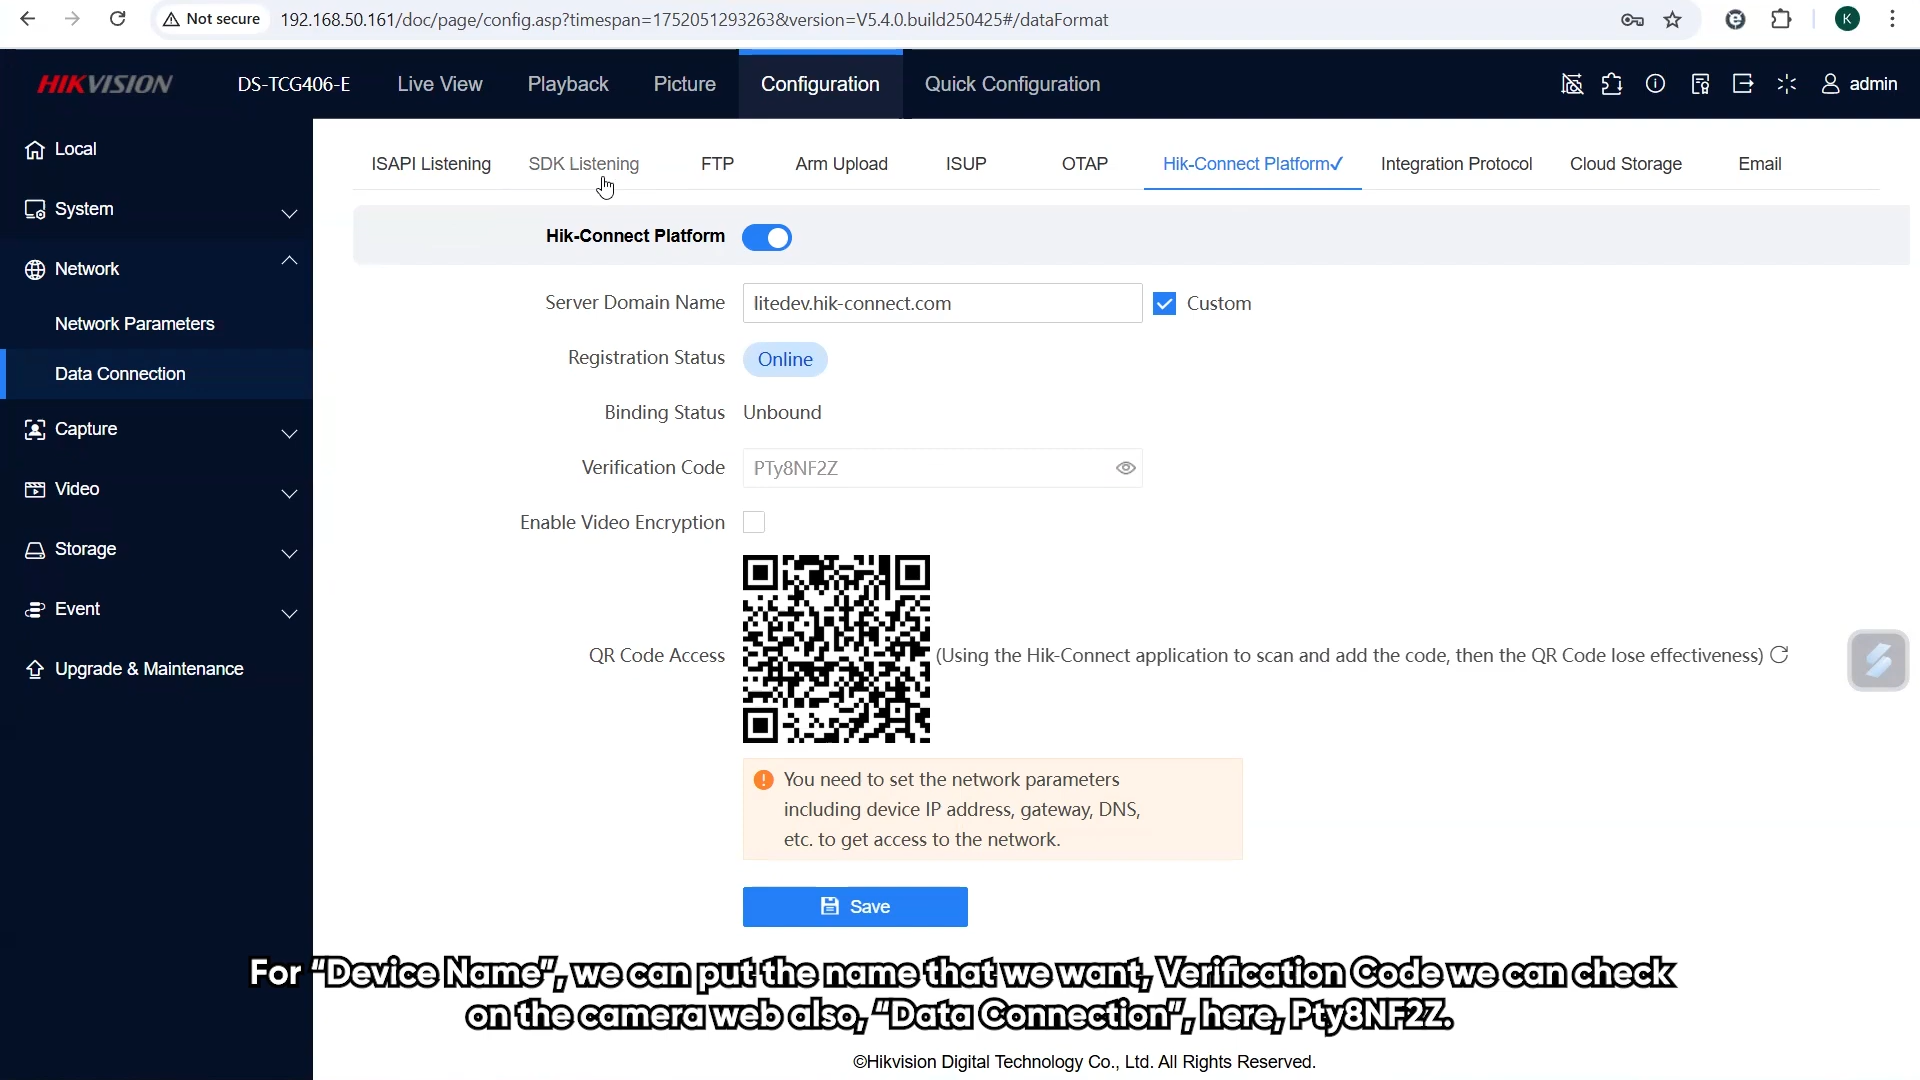 Not secure
192.168.50.161/doc/page/config.asp?timespan=1752051293263&version=V5.4.0.build250425#/dataFormat
K
HIKVISION
DS-TCG406-E
Live View
Playback
Picture
Configuration
Quick Configuration
admin
Local
System
Network
Network Parameters
Data Connection
Capture
Video
Storage
Event
Upgrade & Maintenance
ISAPI Listening
SDK Listening
FTP
Arm Upload
ISUP
OTAP
Hik-Connect Platform✓
Integration Protocol
Cloud Storage
Email
Hik-Connect Platform
Server Domain Name
litedev.hik-connect.com
Custom
Registration Status
Online
Binding Status
Unbound
Verification Code
PTy8NF2Z
Enable Video Encryption
QR Code Access
(Using the Hik-Connect application to scan and add the code, then the QR Code lose effectiveness)
You need to set the network parameters
including device IP address, gateway, DNS,
etc. to get access to the network.
Save
For “Device Name”, we can put the name that we want, Verification Code we can check
on the camera web also, “Data Connection”, here, Pty8NF2Z.
©Hikvision Digital Technology Co., Ltd. All Rights Reserved.